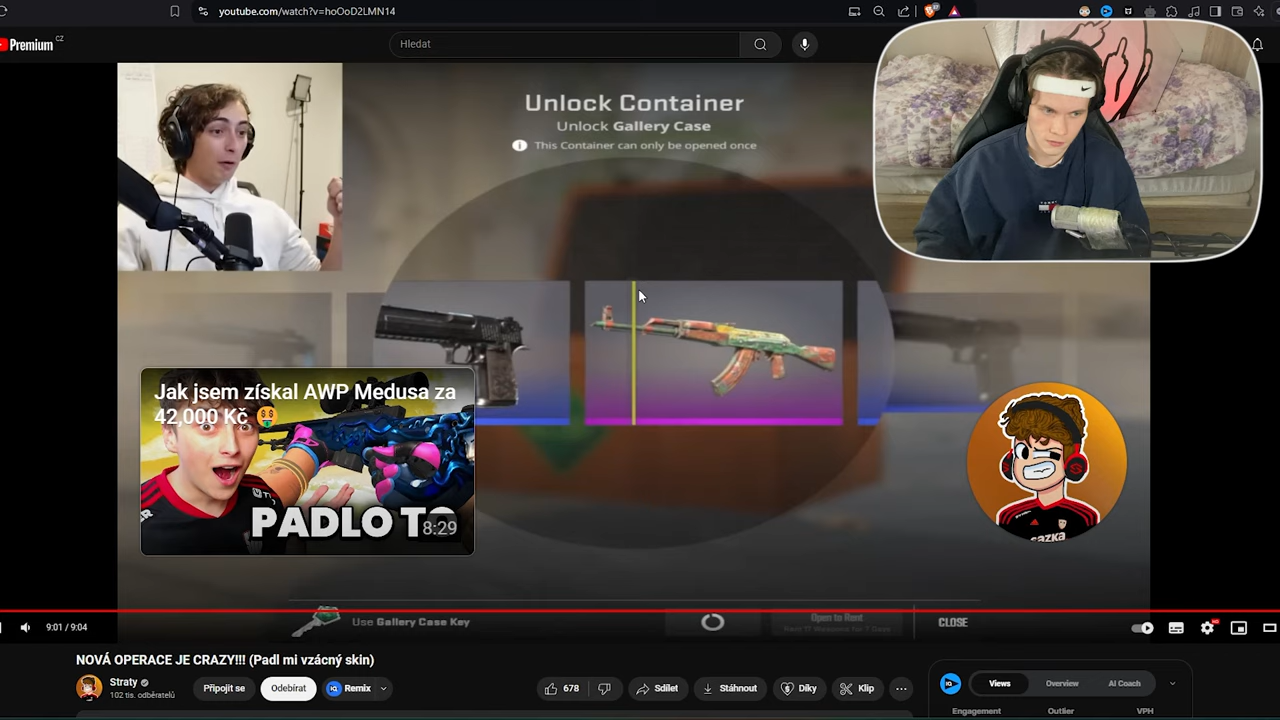 youtube.com/watch?v=hoOoD2LMN14
Premium CZ
Hledat
Unlock Container
Unlock Gallery Case
This Container can only be opened once
Jak jsem získal AWP Medusa za
42,000 Kč
PADLO
8:29
sazka
Use Gallery Case Key
Open to Rent
CLOSE
9:01 / 9:04
NOVÁ OPERACE JE CRAZY!!! (Padl mi vzácný skin)
Straty
102 tis. odběratelů
Připojit se
Odebírat
Remix
678
Sdílet
Stáhnout
Díky
Klip
Views
Overview
AI Coach
Engagement
Outlier
VPH